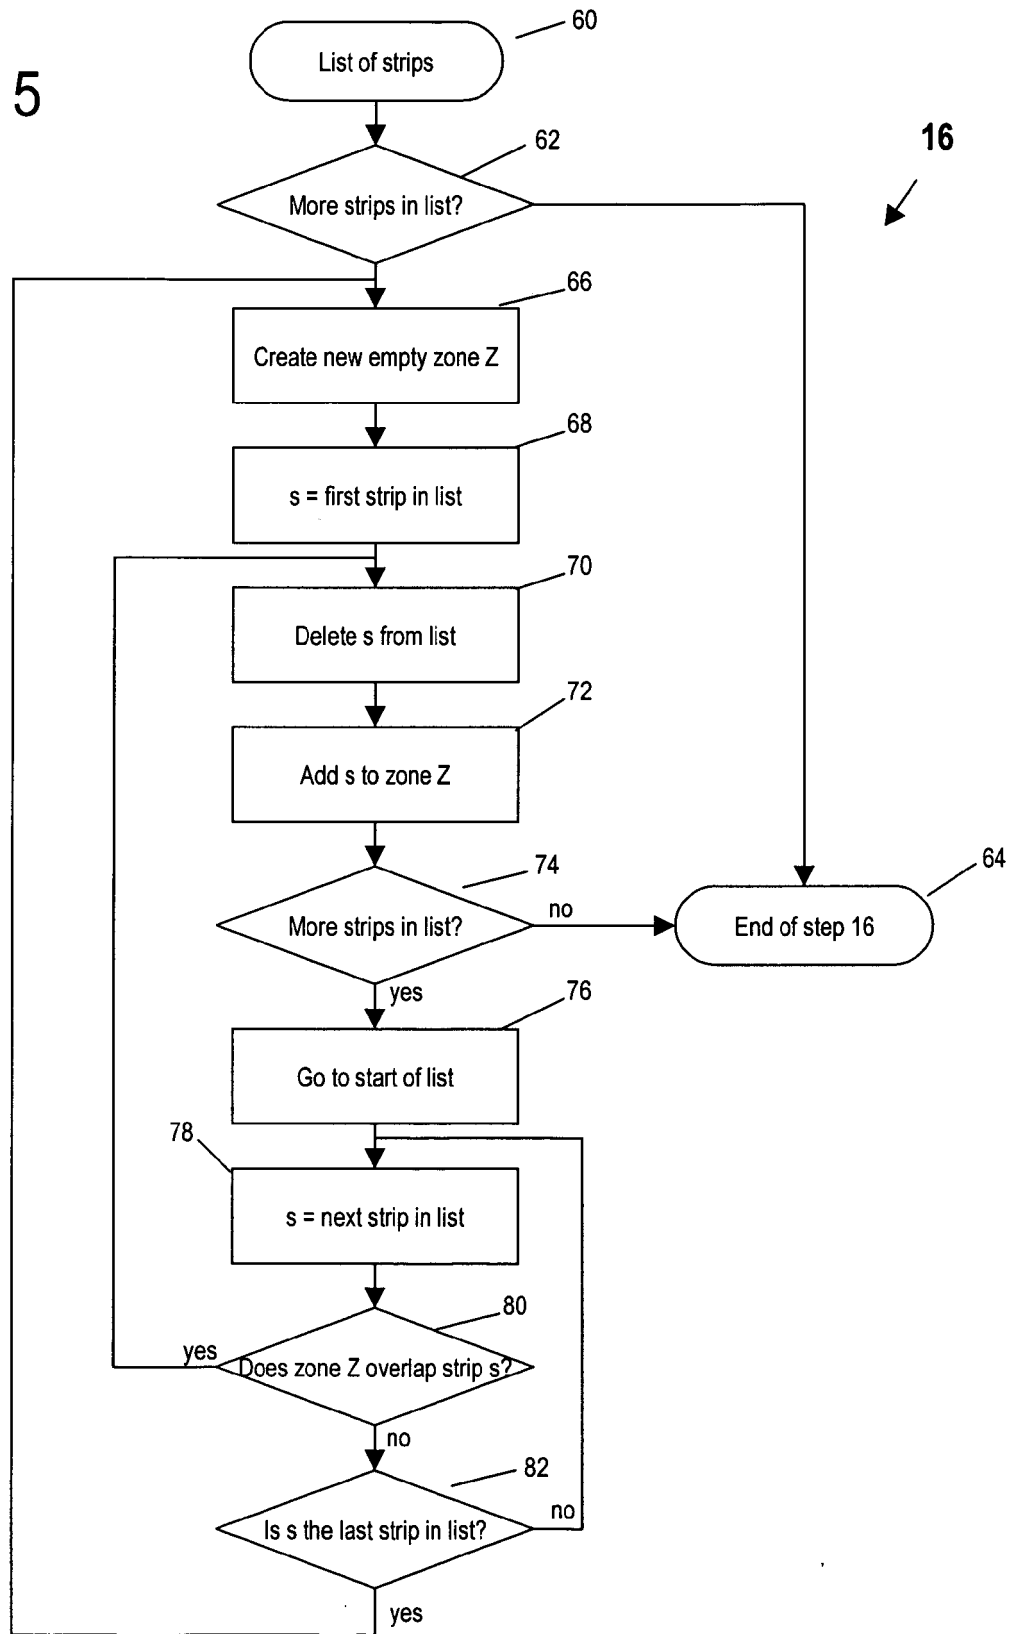 5
60
List of strips
16
62
More strips in list?
66
Create new empty zone Z
68
s = first strip in list
70
Delete s from list
72
Add s to zone Z
74
More strips in list?
no
64
End of step 16
yes
76
Go to start of list
78
s = next strip in list
80
yes
Does zone Z overlap strip s?
no
82
Is s the last strip in list?
no
yes